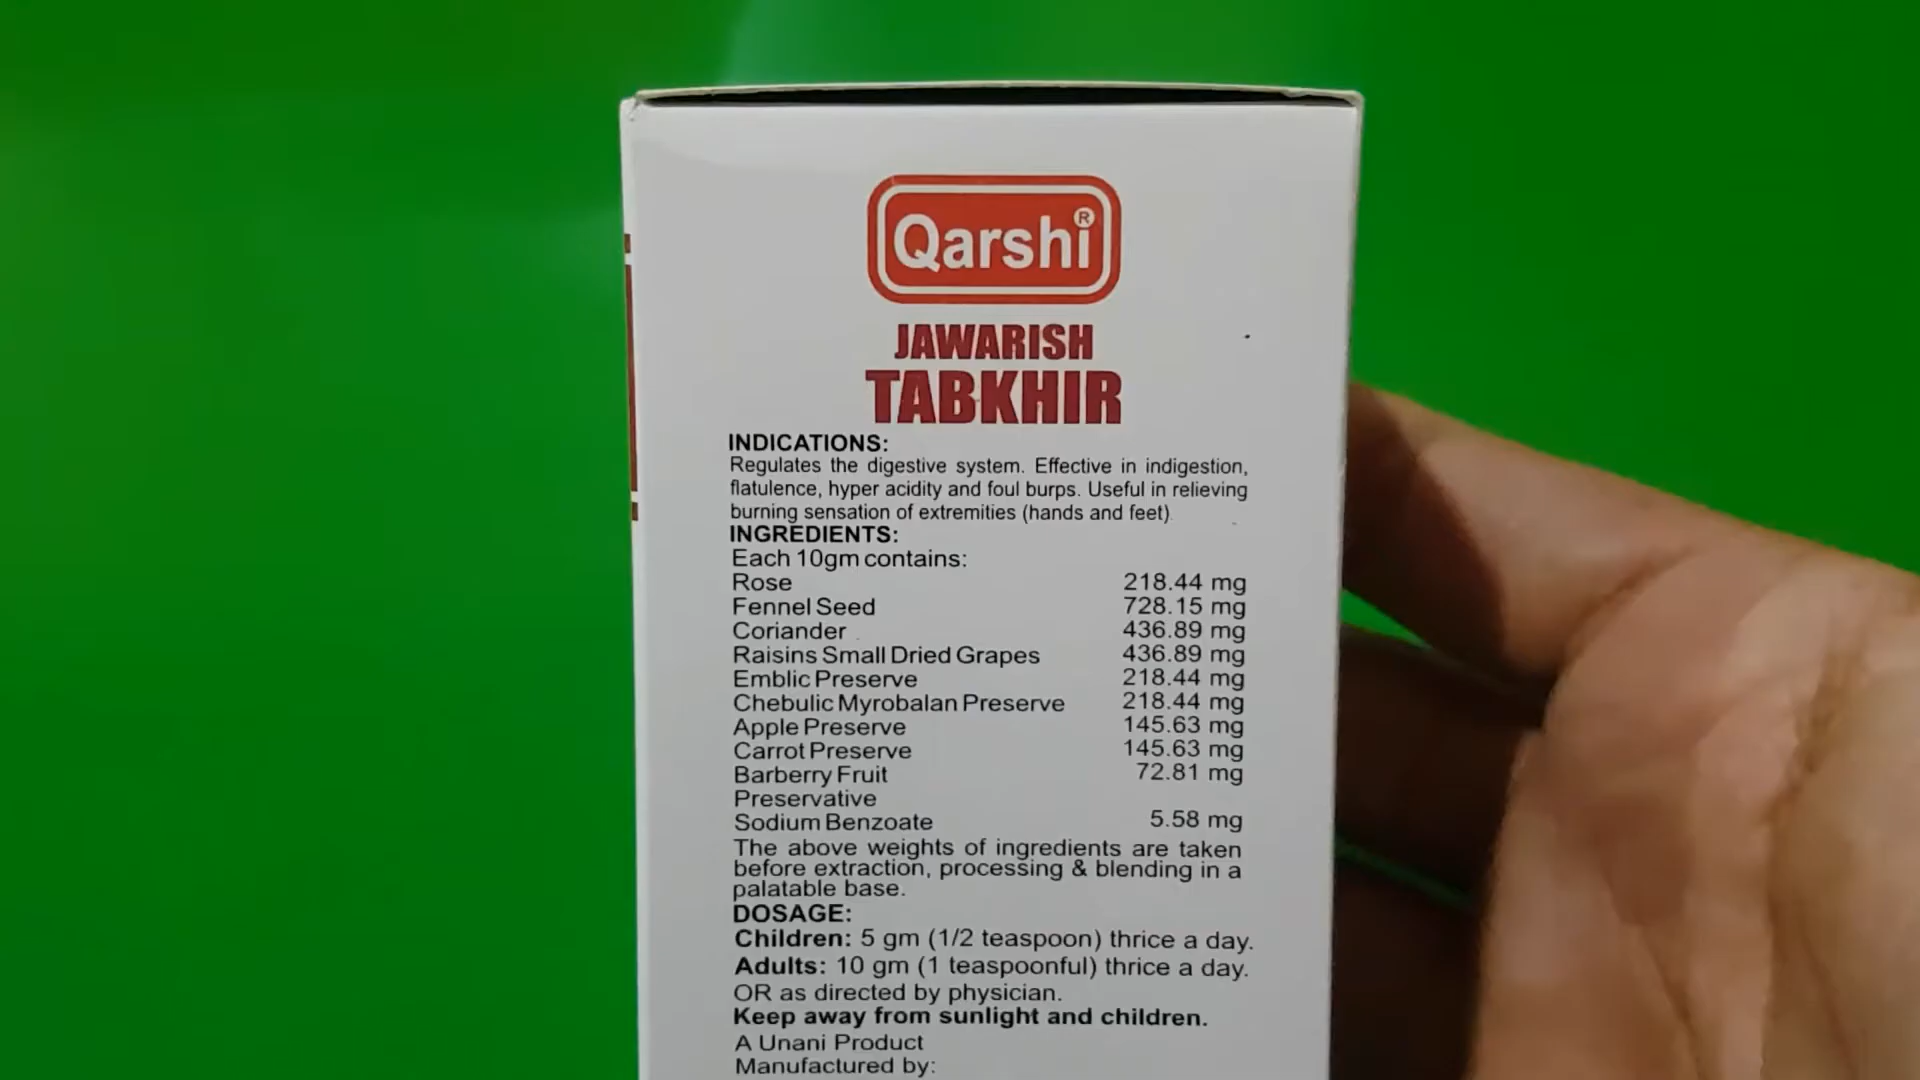 Qarshi®
JAWARISH
TABKHIR
INDICATIONS:
Regulates the digestive system. Effective in indigestion,
flatulence, hyper acidity and foul burps. Useful in relieving
burning sensation of extremities (hands and feet).
INGREDIENTS:
Each 10gm contains:
Rose 218.44 mg
Fennel Seed 728.15 mg
Coriander 436.89 mg
Raisins Small Dried Grapes 436.89 mg
Emblic Preserve 218.44 mg
Chebulic Myrobalan Preserve 218.44 mg
Apple Preserve 145.63 mg
Carrot Preserve 145.63 mg
Barberry Fruit 72.81 mg
Preservative
Sodium Benzoate 5.58 mg
The above weights of ingredients are taken
before extraction, processing & blending in a
palatable base.
DOSAGE:
Children: 5 gm (1/2 teaspoon) thrice a day.
Adults: 10 gm (1 teaspoonful) thrice a day.
OR as directed by physician.
Keep away from sunlight and children.
A Unani Product
Manufactured by: